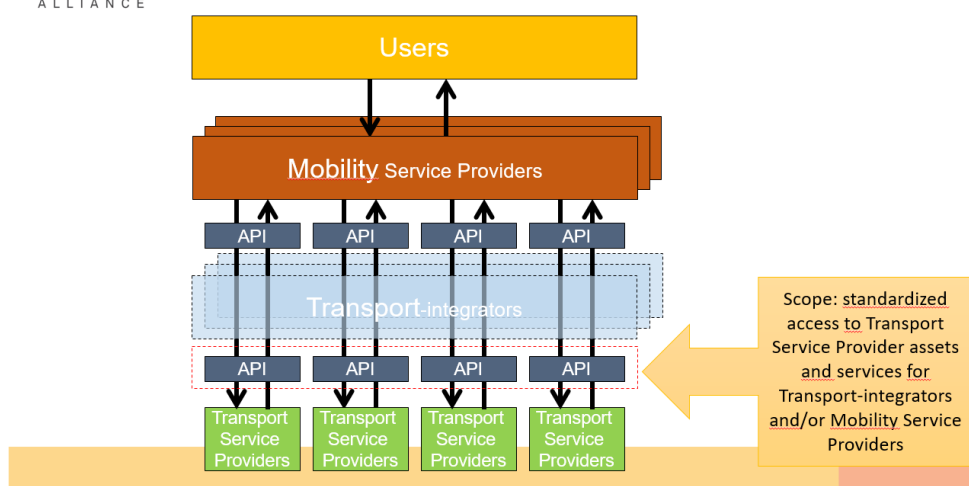 ALLIANCE
Users
Mobility Service Providers
API API API API
Transport-integrators
API API API API
Transport Service Providers
Transport Service Providers
Transport Service Providers
Transport Service Providers
Scope: standardized
access to Transport
Service Provider assets
and services for
Transport-integrators
and/or Mobility Service
Providers